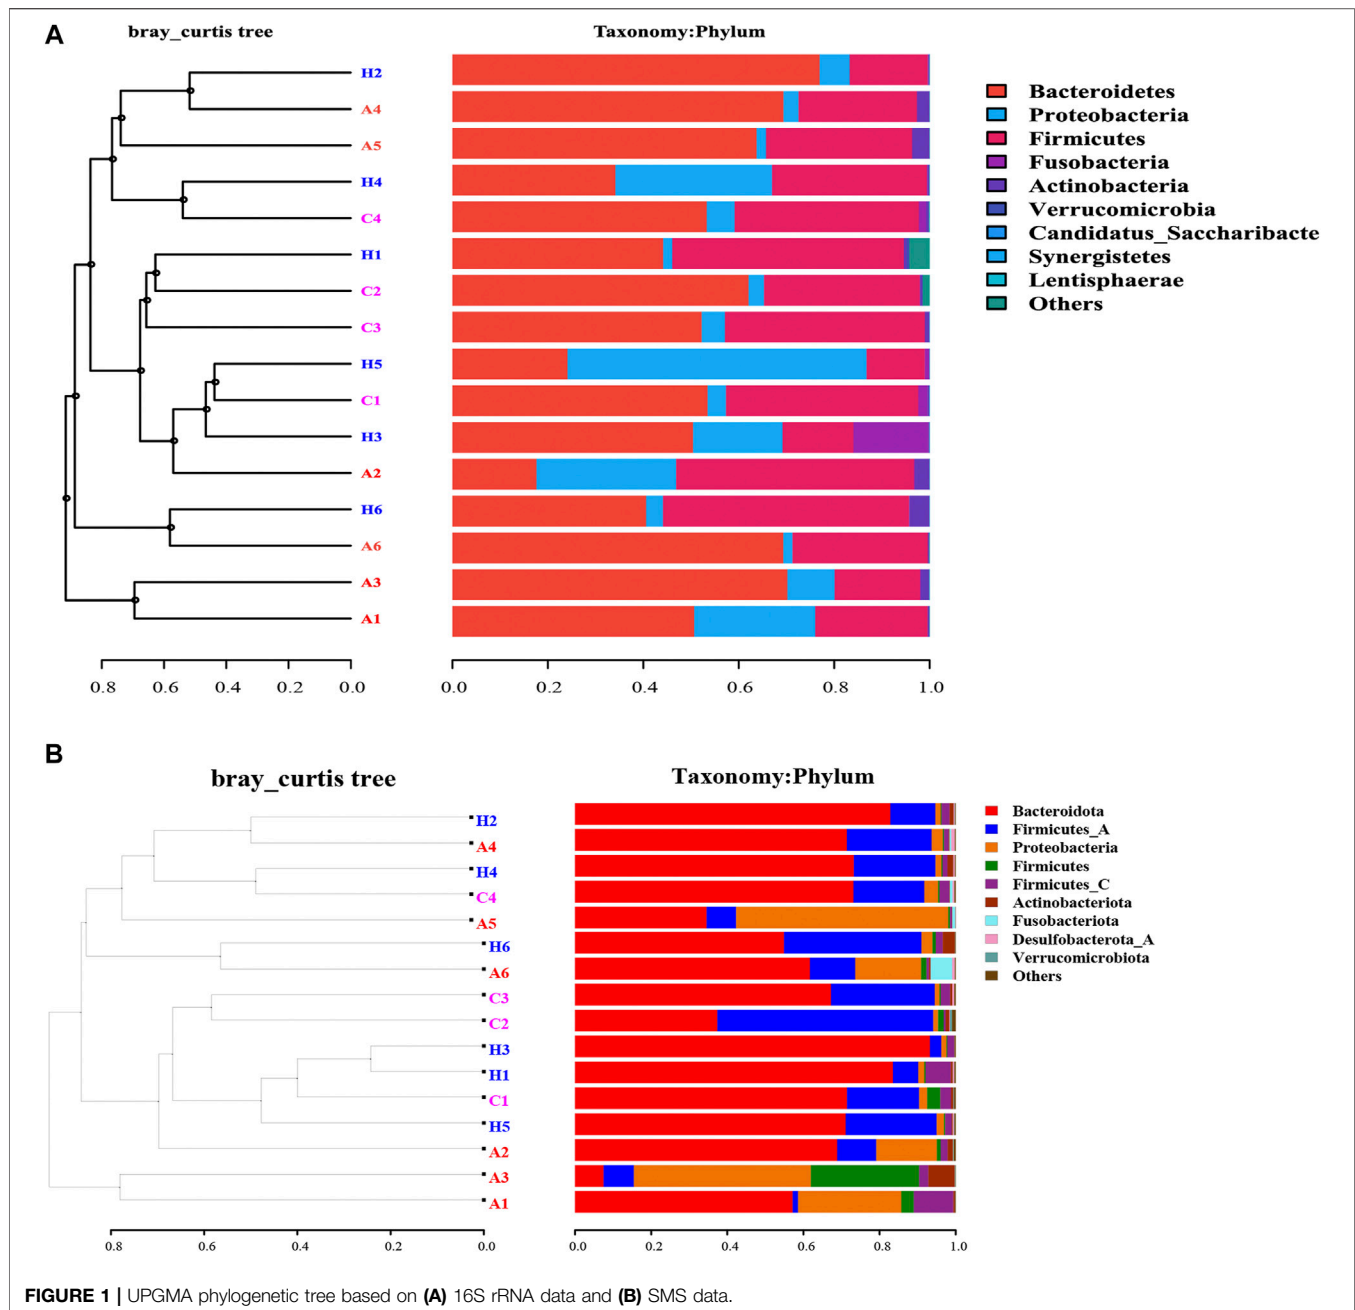 A
bray_curtis tree
Taxonomy:Phylum
H2
A4
A5
H4
C4
H1
C2
C3
H5
C1
H3
A2
H6
A6
A3
A1
Bacteroidetes
Proteobacteria
Firmicutes
Fusobacteria
Actinobacteria
Verrucomicrobia
Candidatus_Saccharibacte
Synergistetes
Lentisphaerae
Others
0.8 0.6 0.4 0.2 0.0
0.0 0.2 0.4 0.6 0.8 1.0
B
bray_curtis tree
Taxonomy:Phylum
H2
A4
H4
C4
A5
H6
A6
C3
C2
H3
H1
C1
H5
A2
A3
A1
Bacteroidota
Firmicutes_A
Proteobacteria
Firmicutes
Firmicutes_C
Actinobacteriota
Fusobacteriota
Desulfobacterota_A
Verrucomicrobiota
Others
0.8 0.6 0.4 0.2 0.0
0.0 0.2 0.4 0.6 0.8 1.0
FIGURE 1 | UPGMA phylogenetic tree based on (A) 16S rRNA data and (B) SMS data.